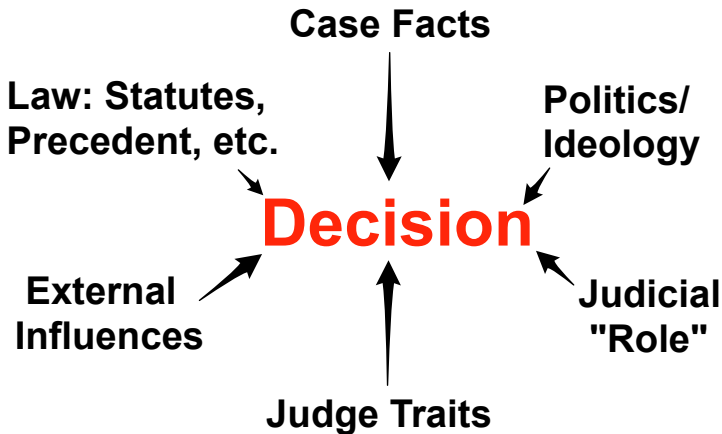 Case Facts
Law: Statutes,
Precedent, etc.
Politics/
Ideology
Decision
External
Influences
Judicial
"Role"
Judge Traits